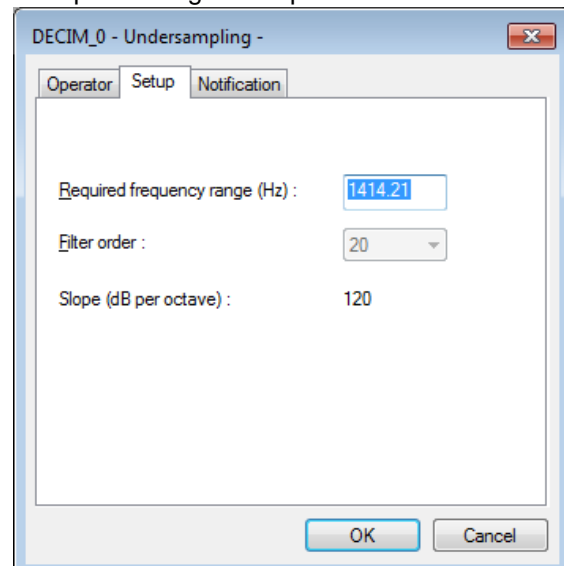 DECIM_0 - Undersampling -
Operator Setup Notification
Required frequency range (Hz) : 1414.21
Filter order : 20
Slope (dB per octave) : 120
OK Cancel